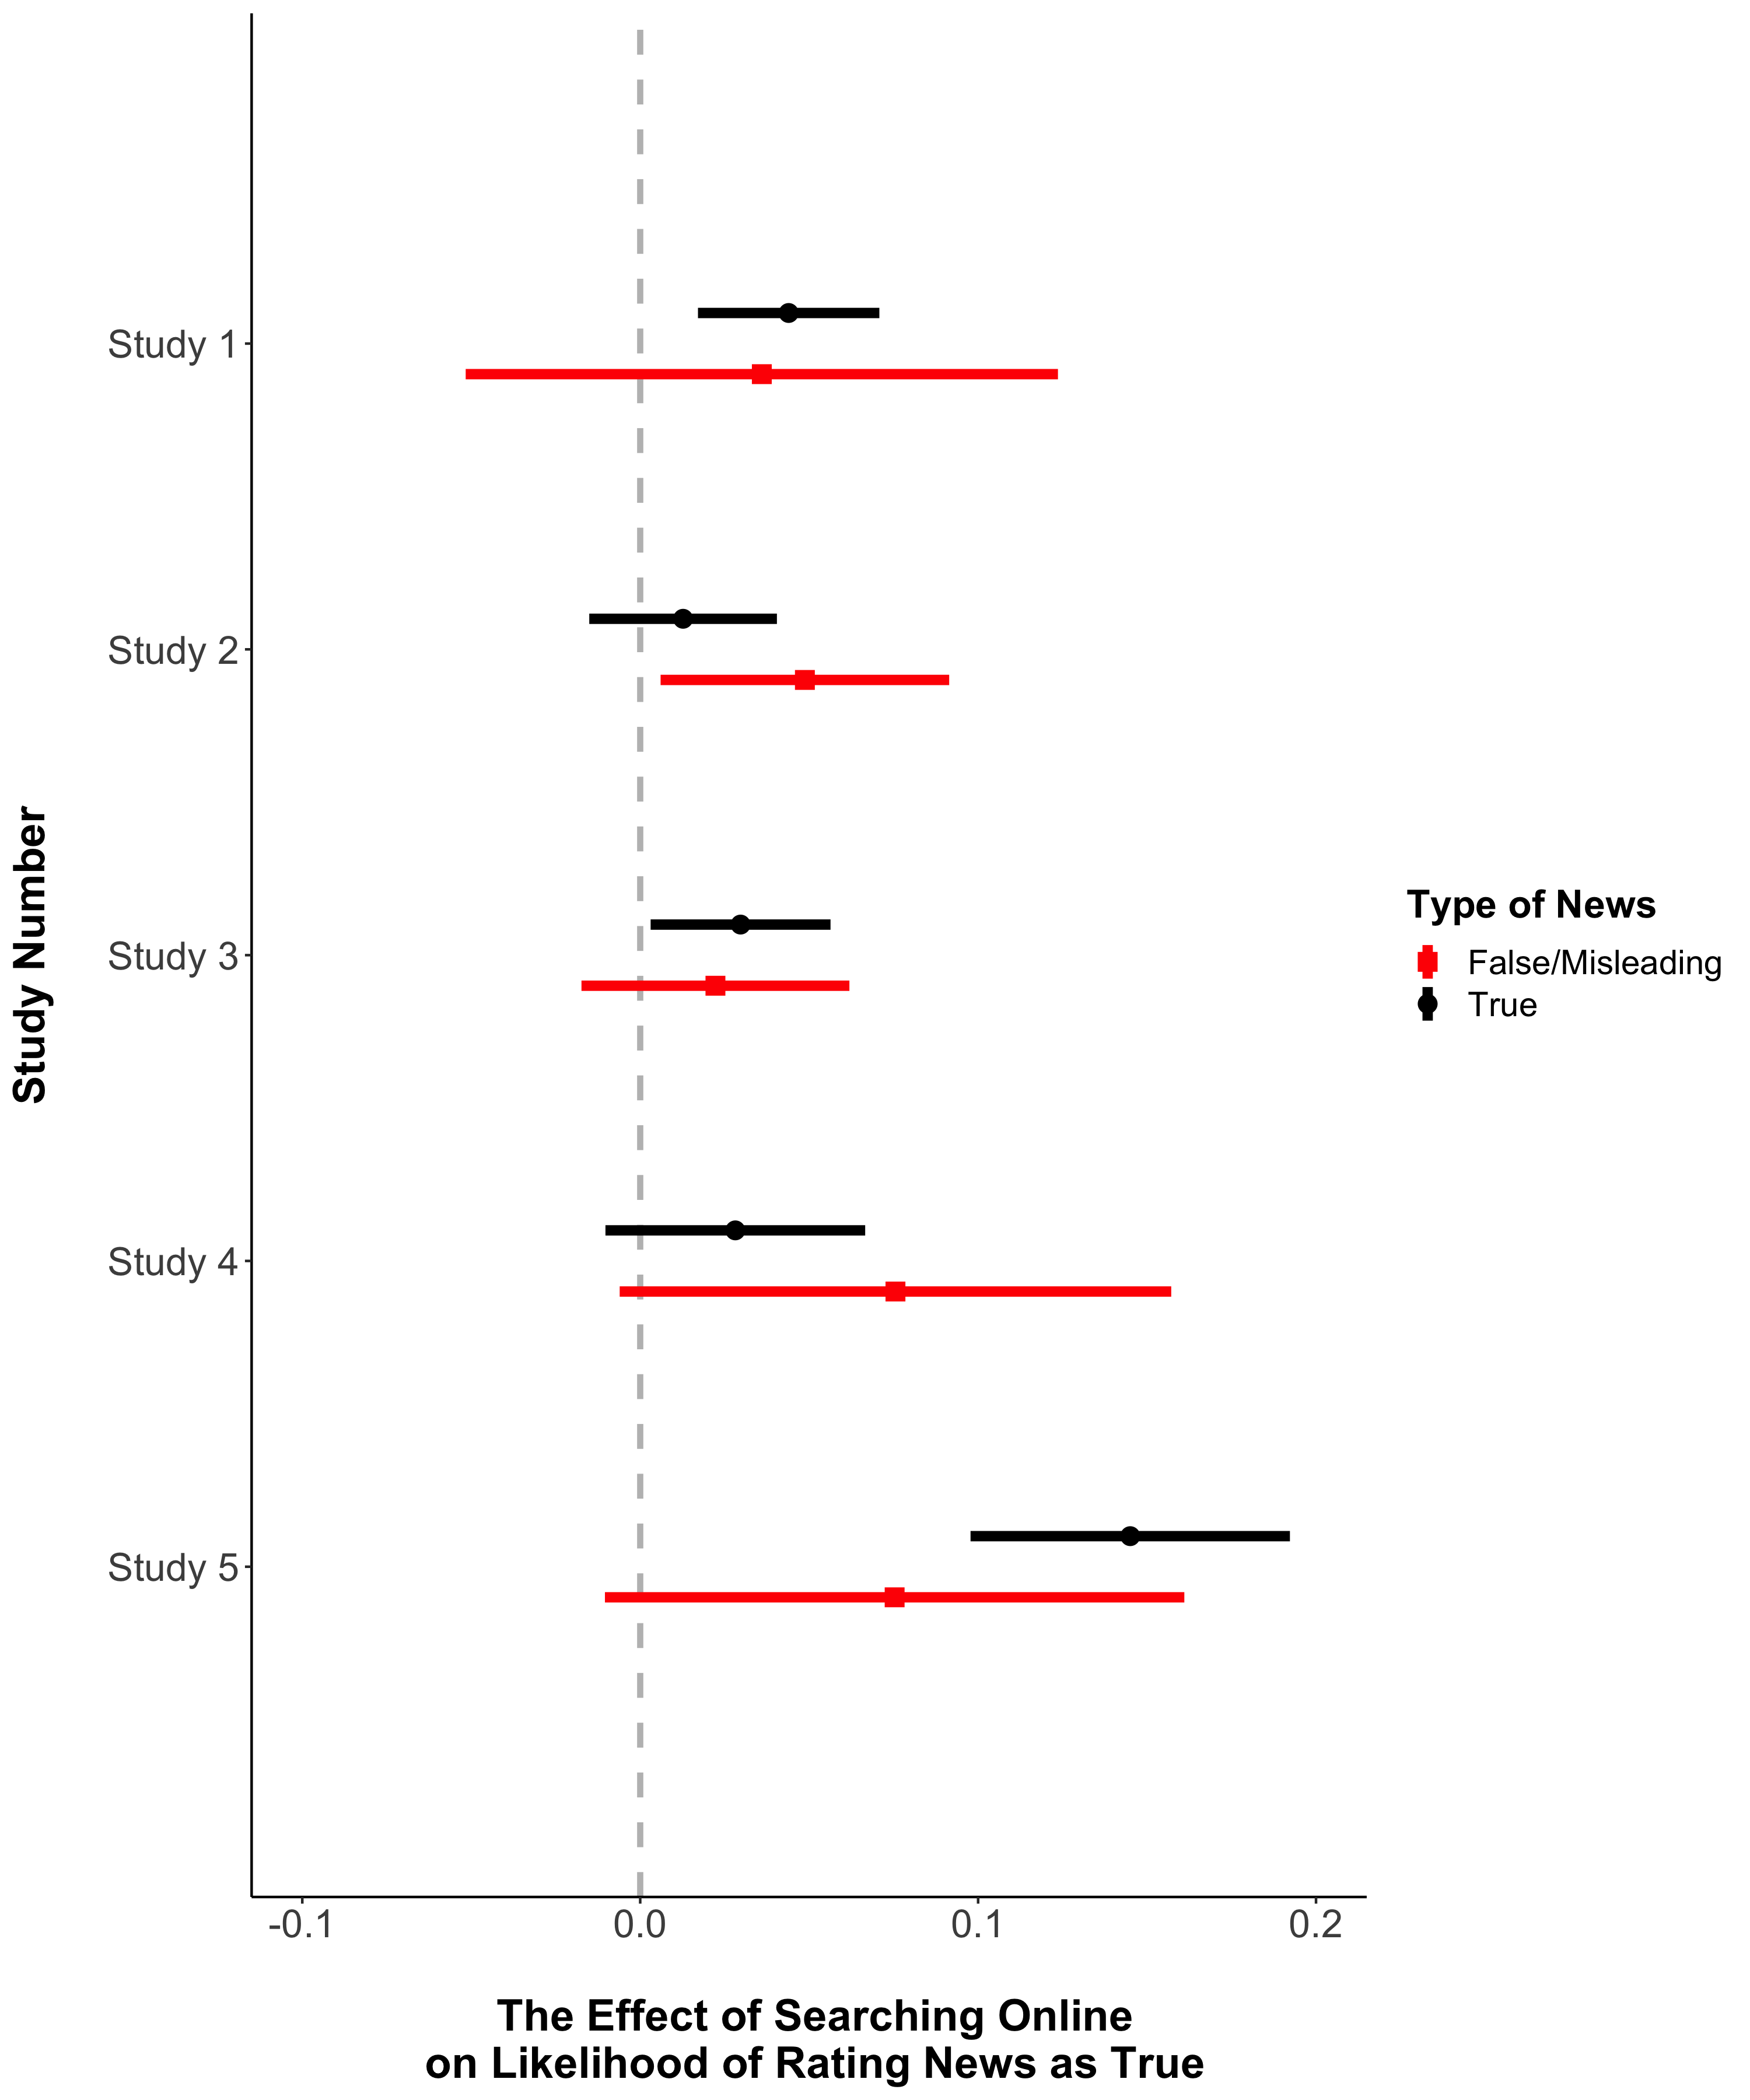 Study Number
Study 1
Study 2
Study 3
Study 4
Study 5
-0.1 0.0 0.1 0.2
The Effect of Searching Online
on Likelihood of Rating News as True
Type of News
False/Misleading
True